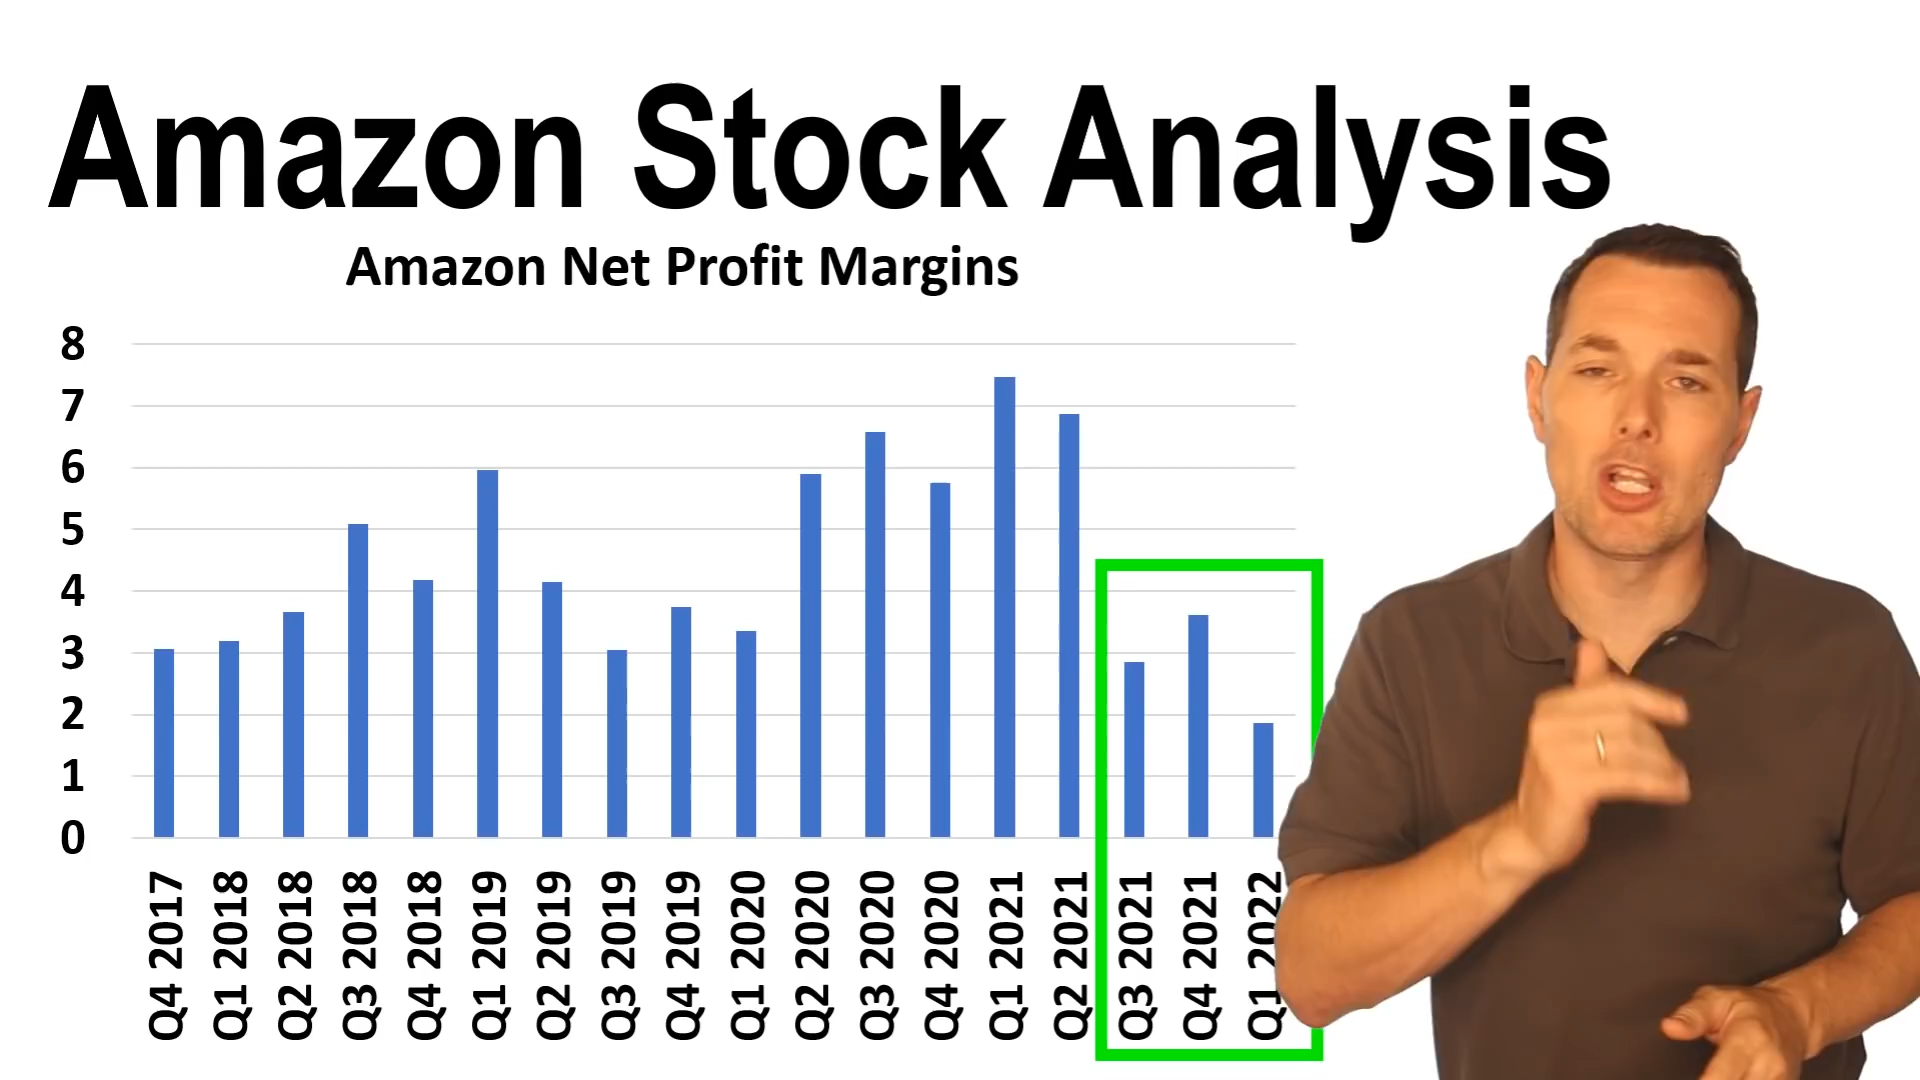 Amazon Stock Analysis
Amazon Net Profit Margins
8
7
6
5
4
3
2
1
0
Q4 2017
Q1 2018
Q2 2018
Q3 2018
Q4 2018
Q1 2019
Q2 2019
Q3 2019
Q4 2019
Q1 2020
Q2 2020
Q3 2020
Q4 2020
Q1 2021
Q2 2021
Q3 2021
Q4 2021
Q1 2022